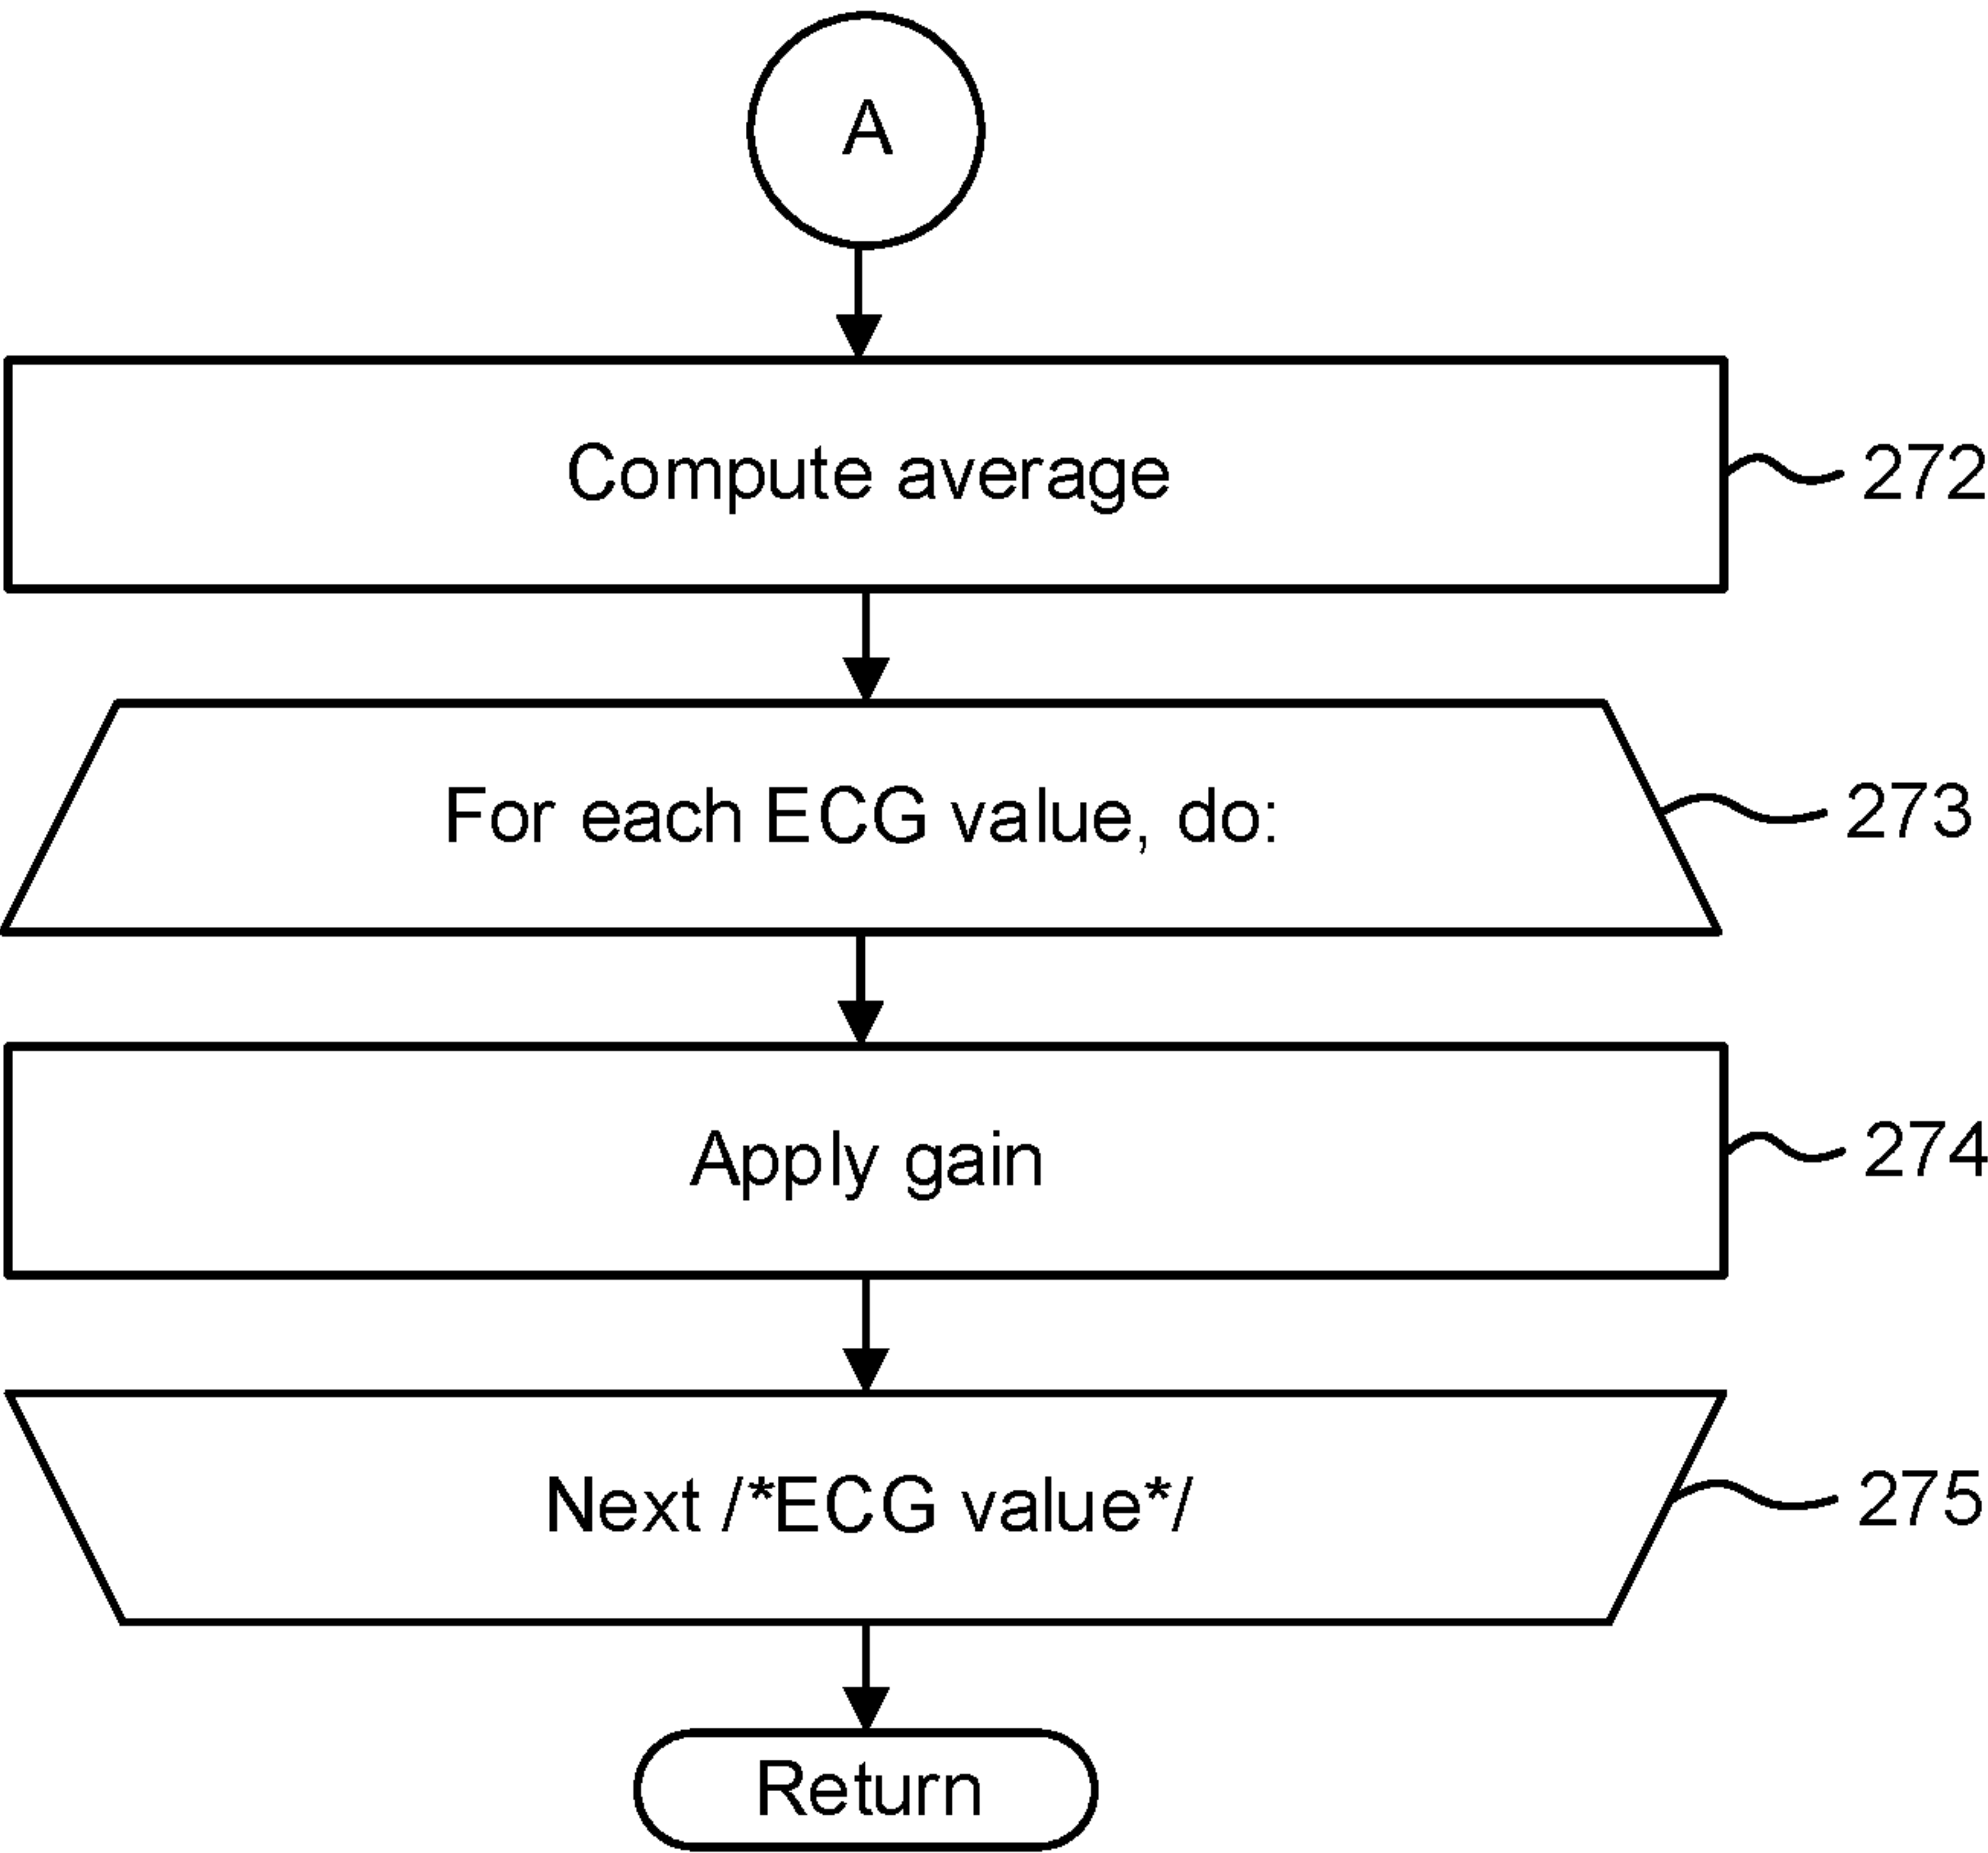 A
Compute average
272
For each ECG value, do:
273
Apply gain
274
Next /*ECG value*/
275
Return